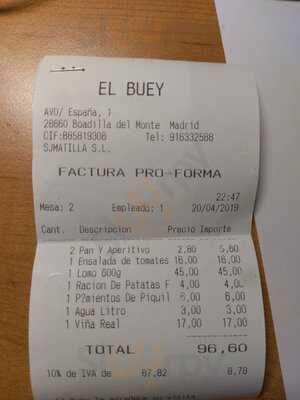 EL BUEY
AVD/ España, 1
28660 Boadilla del Monte Madrid
CIF:B85819308 Tel: 916332588
SJMATILLA S.L.
FACTURA PRO-FORMA
22:47
Mesa: 2 Empleado: 1 20/04/2019
Cant. Descripcion Precio Importe
2 Pan Y Aperitivo 2,80 5,60
1 Ensalada de tomates 16,00 16,00
1 Lomo 600g 45,00 45,00
1 Racion De Patatas F 4,00 4,00
1 P?mientos De Piquil 6,00 6,00
1 Agua Litro 3,00 3,00
1 Viña Real 17,00 17,00
TOTAL 96,60
10% de IVA de 87,82 8,78